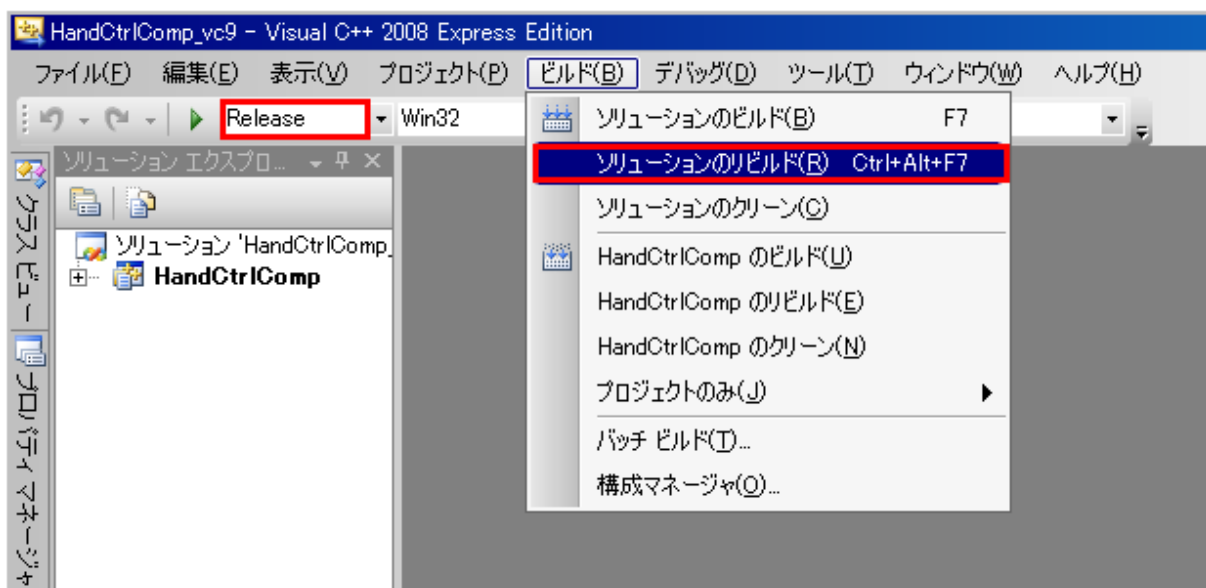 HandCtrlComp_vc9 - Visual C++ 2008 Express Edition
ファイル(F) 編集(E) 表示(V) プロジェクト(P) ビルド(B) デバッグ(D) ツール(T) ウィンドウ(W) ヘルプ(H)
Release Win32
ソリューション エクスプロ...
ソリューション 'HandCtrlComp_
HandCtrlComp
クラス ビュー
プロパティ マネージャ
ソリューションのビルド(B) F7
ソリューションのリビルド(R) Ctrl+Alt+F7
ソリューションのクリーン(C)
HandCtrlComp のビルド(U)
HandCtrlComp のリビルド(E)
HandCtrlComp のクリーン(N)
プロジェクトのみ(J)
バッチ ビルド(T)...
構成マネージャ(O)...